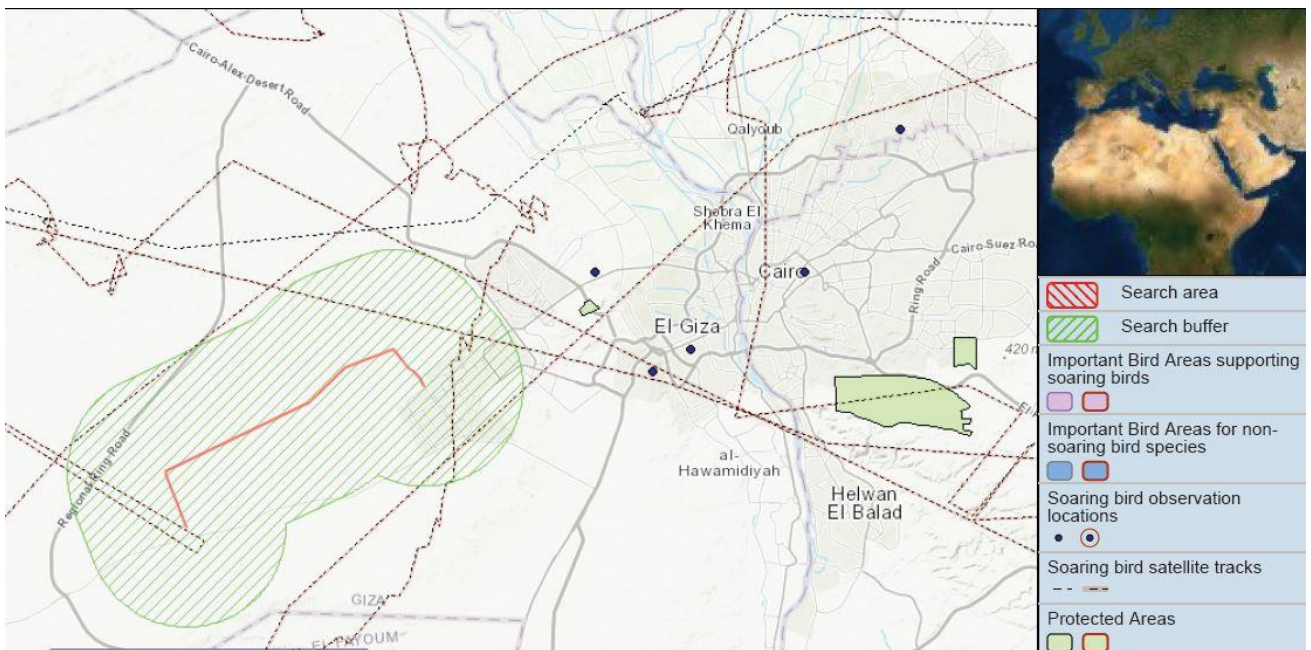 Cairo-Alex-Desert Road
Qalyoub
Shobra El
Khema
Cairo
Cairo Suez Ro
Ring Road
El Giza
420 m
Regional Ring Road
al-
Hawamidiyah
Helwan
El Balad
GIZA
EL FAYOUM
Search area
Search buffer
Important Bird Areas supporting
soaring birds
Important Bird Areas for non-
soaring bird species
Soaring bird observation
locations
Soaring bird satellite tracks
Protected Areas